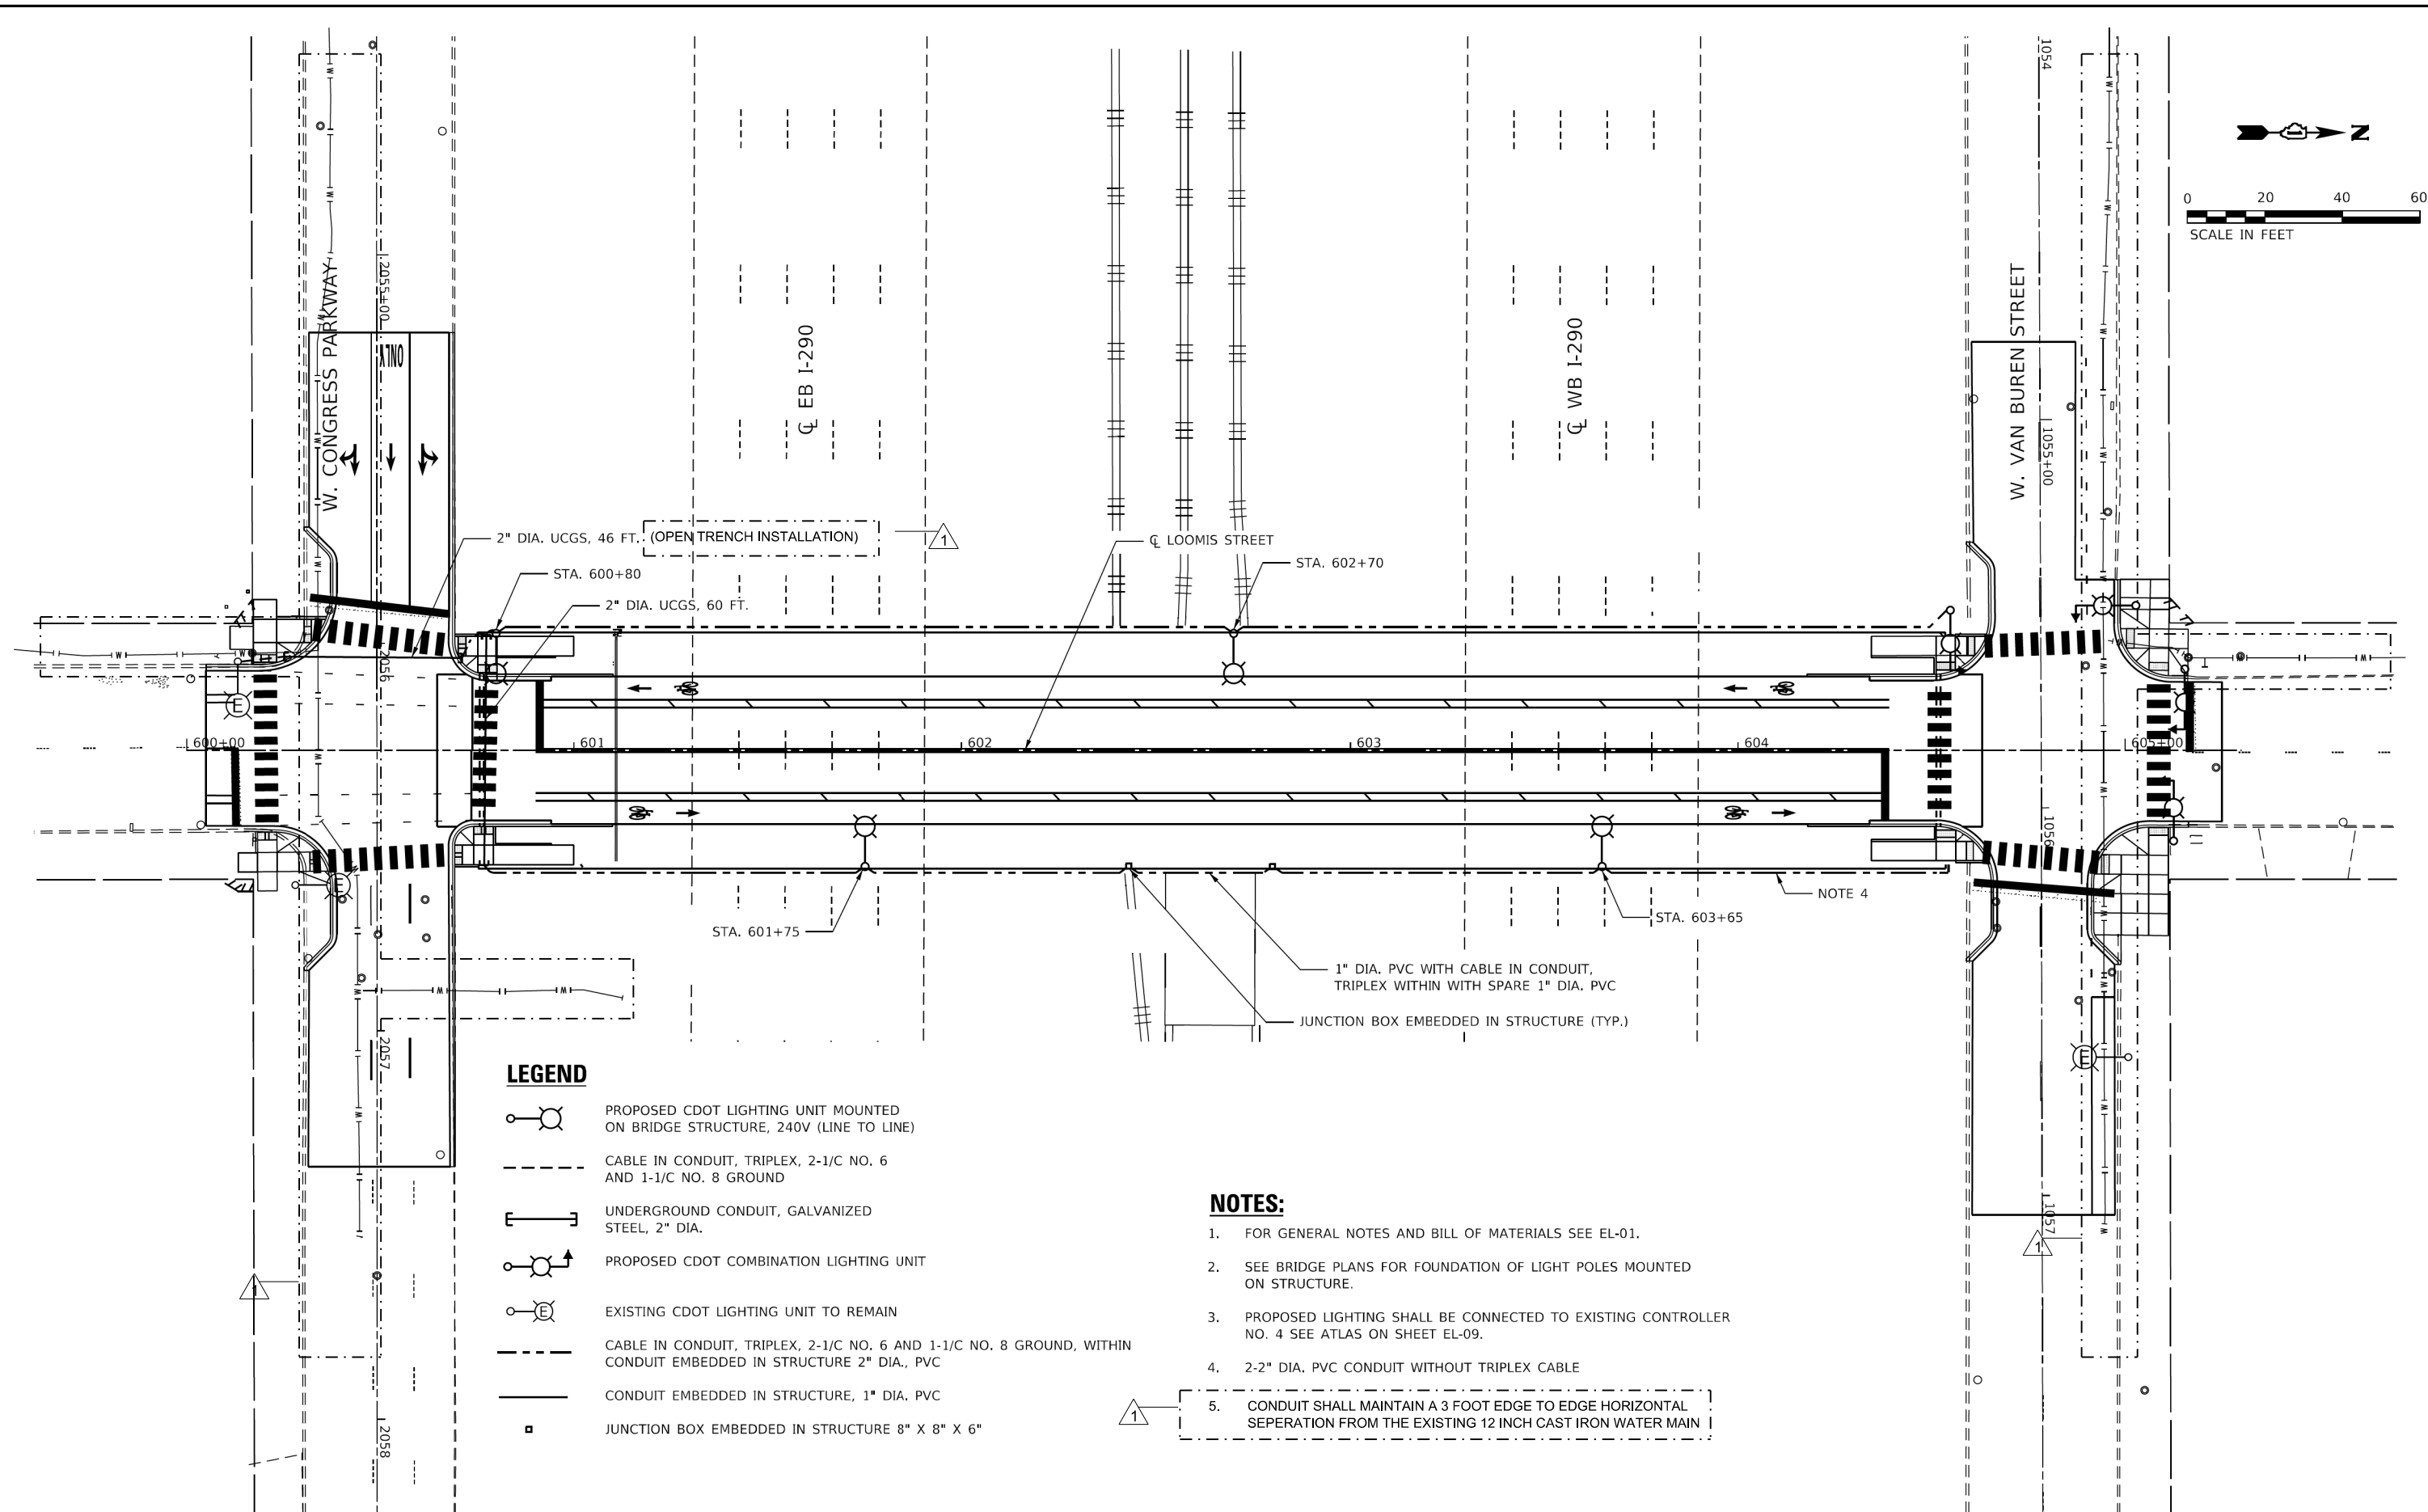 1054
N
0 20 40 60
SCALE IN FEET
W. CONGRESS PARKWAY
2055+00
ONLY
℄ EB I-290
℄ WB I-290
W. VAN BUREN STREET
1055+00
2" DIA. UCGS, 46 FT.
(OPEN TRENCH INSTALLATION)
1
℄ LOOMIS STREET
STA. 600+80
STA. 602+70
2" DIA. UCGS, 60 FT.
2056
E
600+00
601
602
603
604
605+00
1056
E
NOTE 4
STA. 601+75
STA. 603+65
1" DIA. PVC WITH CABLE IN CONDUIT,
TRIPLEX WITHIN WITH SPARE 1" DIA. PVC
JUNCTION BOX EMBEDDED IN STRUCTURE (TYP.)
2057
E
1057
1
1
2058
LEGEND
PROPOSED CDOT LIGHTING UNIT MOUNTED
ON BRIDGE STRUCTURE, 240V (LINE TO LINE)
CABLE IN CONDUIT, TRIPLEX, 2-1/C NO. 6
AND 1-1/C NO. 8 GROUND
UNDERGROUND CONDUIT, GALVANIZED
STEEL, 2" DIA.
PROPOSED CDOT COMBINATION LIGHTING UNIT
E EXISTING CDOT LIGHTING UNIT TO REMAIN
CABLE IN CONDUIT, TRIPLEX, 2-1/C NO. 6 AND 1-1/C NO. 8 GROUND, WITHIN
CONDUIT EMBEDDED IN STRUCTURE 2" DIA., PVC
CONDUIT EMBEDDED IN STRUCTURE, 1" DIA. PVC
JUNCTION BOX EMBEDDED IN STRUCTURE 8" X 8" X 6"
NOTES:
1. FOR GENERAL NOTES AND BILL OF MATERIALS SEE EL-01.
2. SEE BRIDGE PLANS FOR FOUNDATION OF LIGHT POLES MOUNTED
ON STRUCTURE.
3. PROPOSED LIGHTING SHALL BE CONNECTED TO EXISTING CONTROLLER
NO. 4 SEE ATLAS ON SHEET EL-09.
4. 2-2" DIA. PVC CONDUIT WITHOUT TRIPLEX CABLE
1
5. CONDUIT SHALL MAINTAIN A 3 FOOT EDGE TO EDGE HORIZONTAL
SEPERATION FROM THE EXISTING 12 INCH CAST IRON WATER MAIN